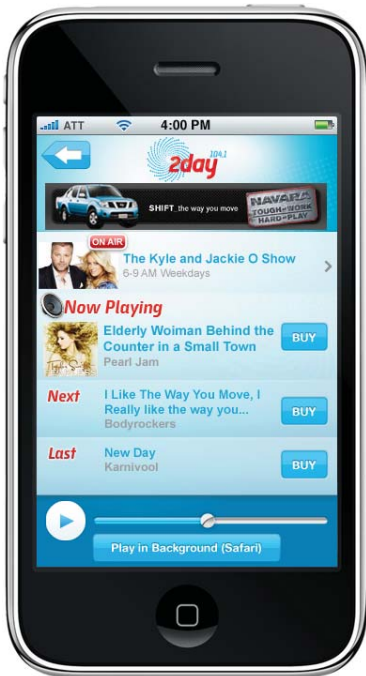 ATT 4:00 PM
2day 104.1
SHIFT_the way you move
NAVARA
TOUGH WORK
HARD PLAY
ON AIR
The Kyle and Jackie O Show
6-9 AM Weekdays
Now Playing
Elderly Woiman Behind the
Counter in a Small Town
Pearl Jam
BUY
Next
I Like The Way You Move, I
Really like the way you...
Bodyrockers
BUY
Last
New Day
Karnivool
BUY
Play in Background (Safari)